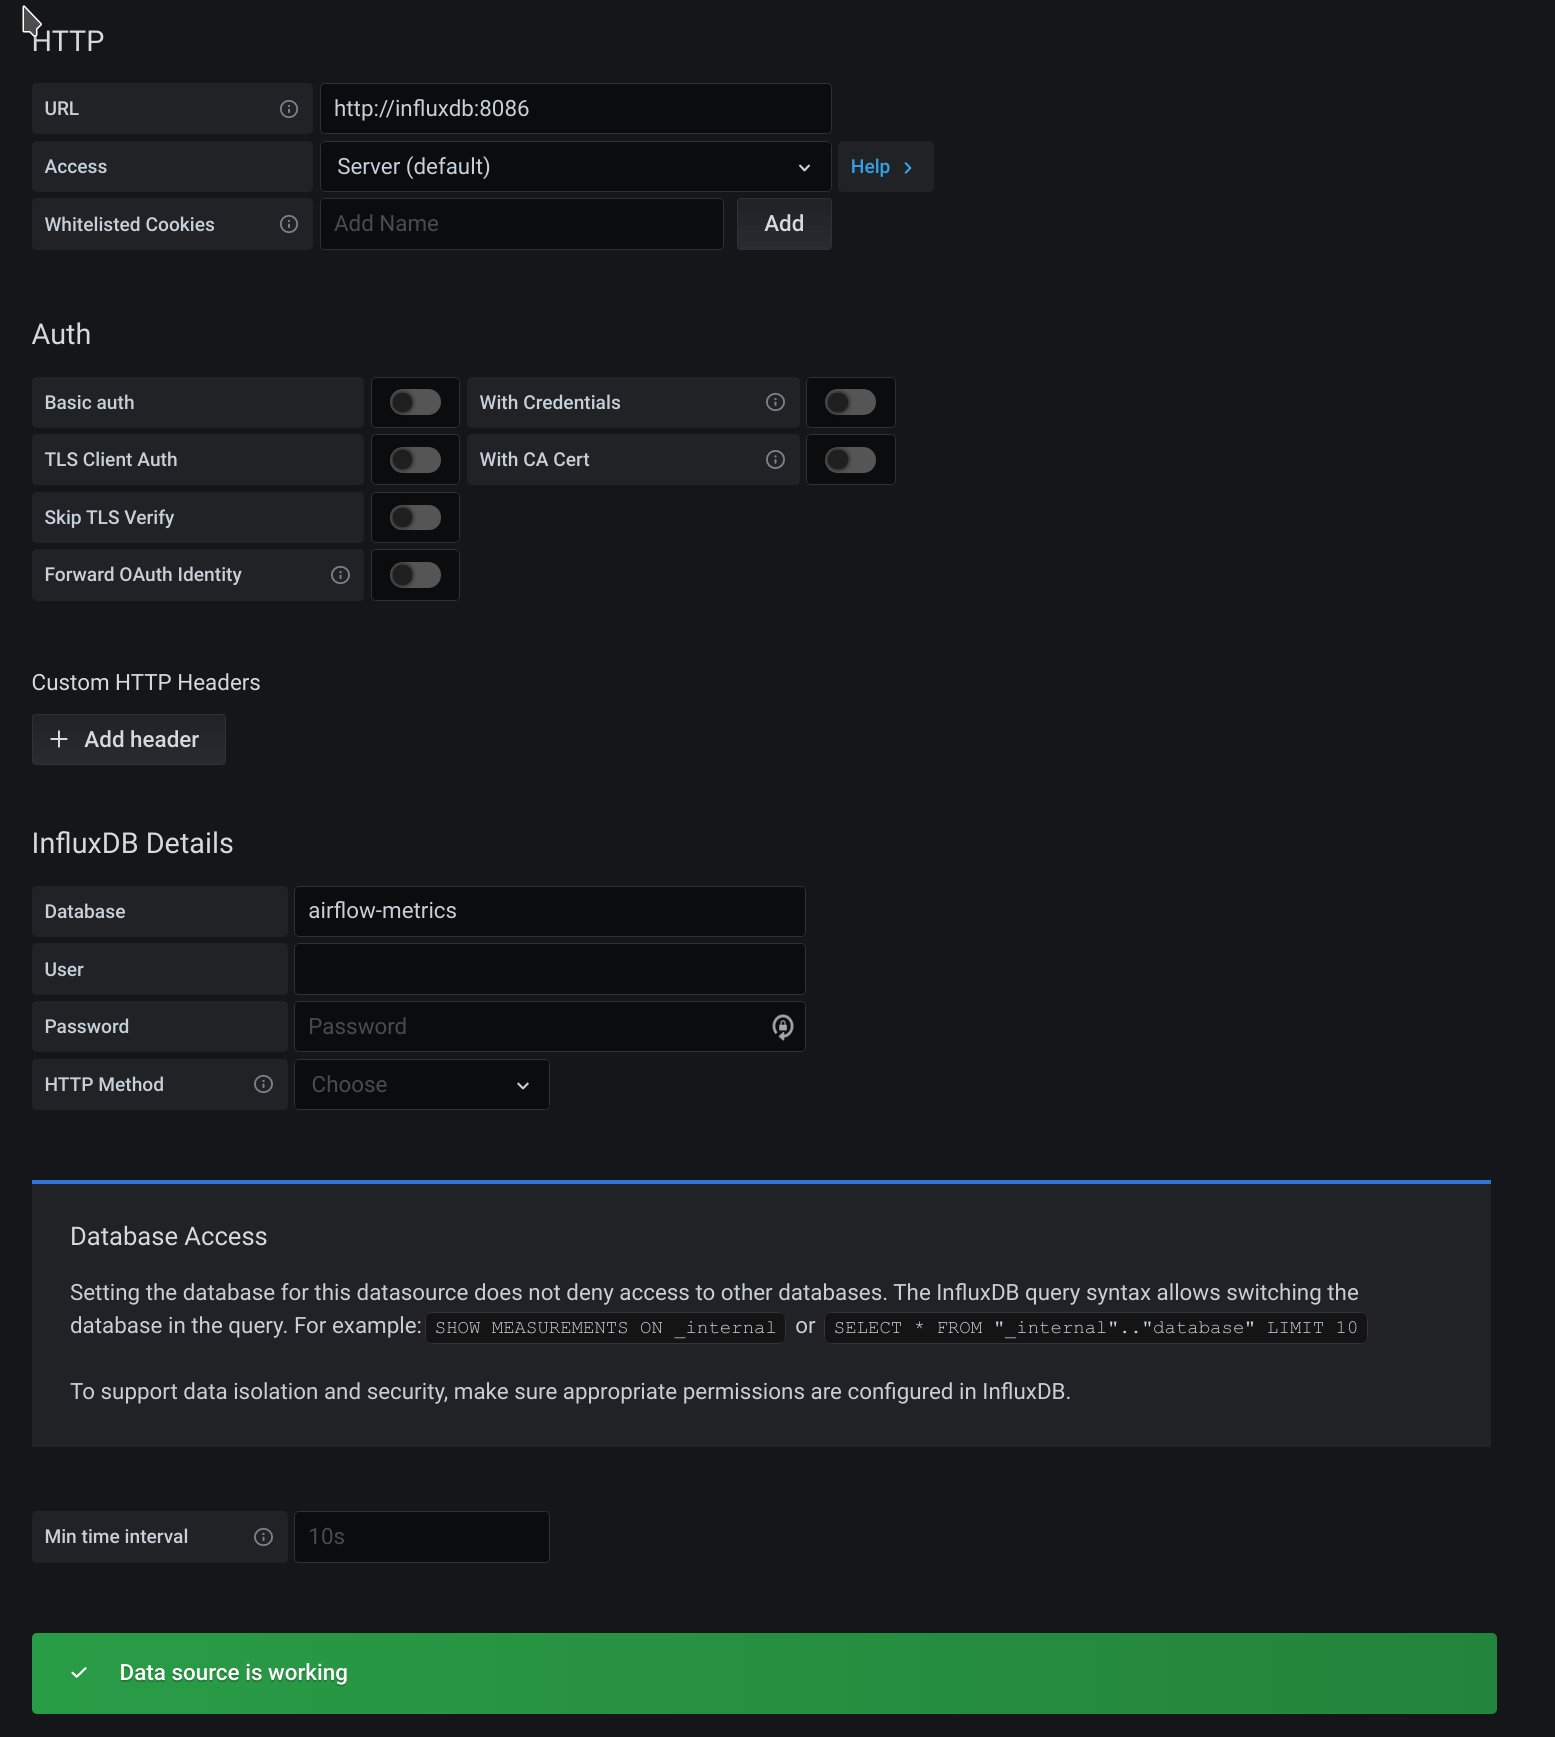 HTTP
URL
http://influxdb:8086
Access
Server (default)
Help
Whitelisted Cookies
Add Name
Add
Auth
Basic auth
With Credentials
TLS Client Auth
With CA Cert
Skip TLS Verify
Forward OAuth Identity
Custom HTTP Headers
Add header
InfluxDB Details
Database
airflow-metrics
User
Password
Password
HTTP Method
Choose
Database Access
Setting the database for this datasource does not deny access to other databases. The InfluxDB query syntax allows switching the
database in the query. For example: SHOW MEASUREMENTS ON _internal or SELECT * FROM "_internal".."database" LIMIT 10
To support data isolation and security, make sure appropriate permissions are configured in InfluxDB.
Min time interval
10s
Data source is working